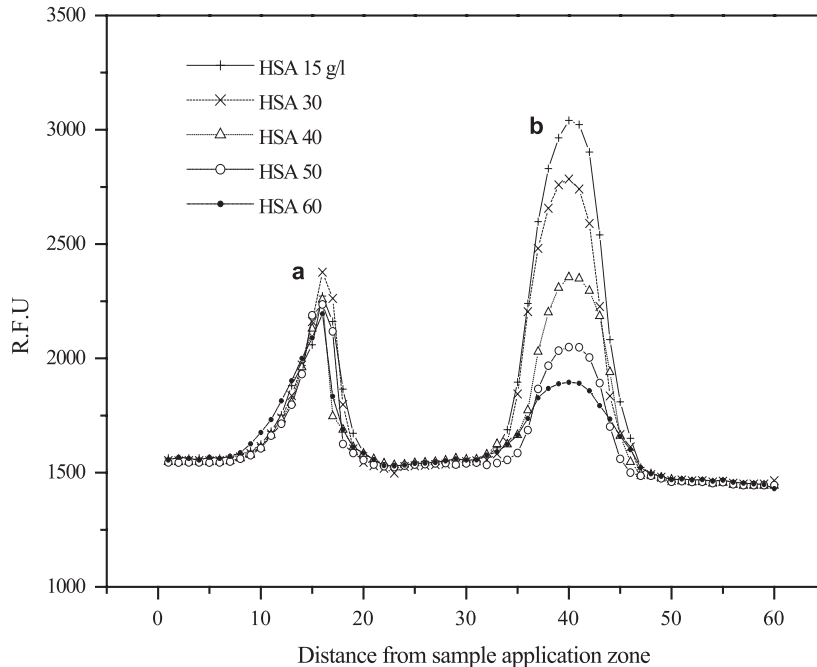 3500
3000
2500
2000
1500
1000
R.F.U
HSA 15 g/l
HSA 30
HSA 40
HSA 50
HSA 60
a
b
0
10
20
30
40
50
60
Distance from sample application zone